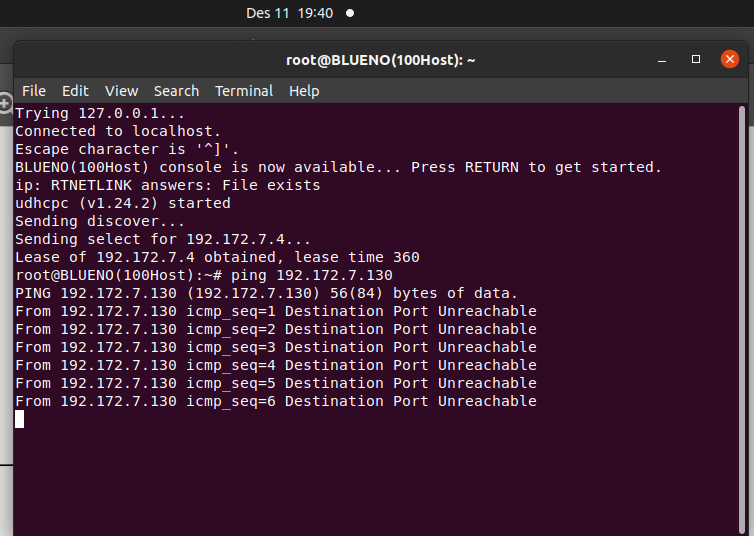 Des 11 19:40
root@BLUENO(100Host): ~
File Edit View Search Terminal Help
Trying 127.0.0.1...
Connected to localhost.
Escape character is '^]'.
BLUENO(100Host) console is now available... Press RETURN to get started.
ip: RTNETLINK answers: File exists
udhcpc (v1.24.2) started
Sending discover...
Sending select for 192.172.7.4...
Lease of 192.172.7.4 obtained, lease time 360
root@BLUENO(100Host):~# ping 192.172.7.130
PING 192.172.7.130 (192.172.7.130) 56(84) bytes of data.
From 192.172.7.130 icmp_seq=1 Destination Port Unreachable
From 192.172.7.130 icmp_seq=2 Destination Port Unreachable
From 192.172.7.130 icmp_seq=3 Destination Port Unreachable
From 192.172.7.130 icmp_seq=4 Destination Port Unreachable
From 192.172.7.130 icmp_seq=5 Destination Port Unreachable
From 192.172.7.130 icmp_seq=6 Destination Port Unreachable